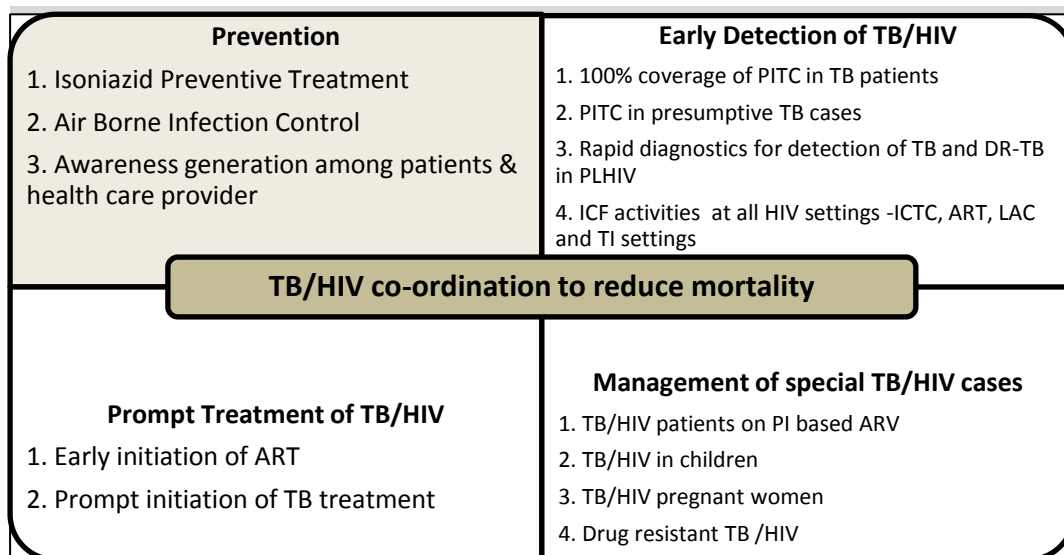 Prevention
1. Isoniazid Preventive Treatment
2. Air Borne Infection Control
3. Awareness generation among patients &
health care provider
Early Detection of TB/HIV
1. 100% coverage of PITC in TB patients
2. PITC in presumptive TB cases
3. Rapid diagnostics for detection of TB and DR-TB
in PLHIV
4. ICF activities at all HIV settings -ICTC, ART, LAC
and TI settings
TB/HIV co-ordination to reduce mortality
Prompt Treatment of TB/HIV
1. Early initiation of ART
2. Prompt initiation of TB treatment
Management of special TB/HIV cases
1. TB/HIV patients on PI based ARV
2. TB/HIV in children
3. TB/HIV pregnant women
4. Drug resistant TB /HIV